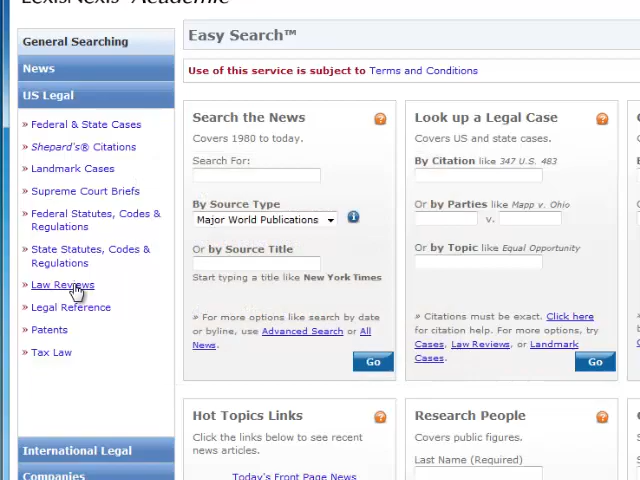 LexisNexis® Academic
General Searching
News
US Legal
» Federal & State Cases
» Shepard's® Citations
» Landmark Cases
» Supreme Court Briefs
» Federal Statutes, Codes &
Regulations
» State Statutes, Codes &
Regulations
» Law Reviews
» Legal Reference
» Patents
» Tax Law
International Legal
Companies
Easy Search™
Use of this service is subject to Terms and Conditions
Search the News
Covers 1980 to today.
Search For:
By Source Type
Major World Publications
Or by Source Title
Start typing a title like New York Times
» For more options like search by date
or byline, use Advanced Search or All
News.
Go
Look up a Legal Case
Covers US and state cases.
By Citation like 347 U.S. 483
Or by Parties like Mapp v. Ohio
v.
Or by Topic like Equal Opportunity
» Citations must be exact. Click here
for citation help. For more options, try
Cases, Law Reviews, or Landmark
Cases.
Go
Hot Topics Links
Click the links below to see recent
news articles.
Today's Front Page News
Research People
Covers public figures.
Last Name (Required)